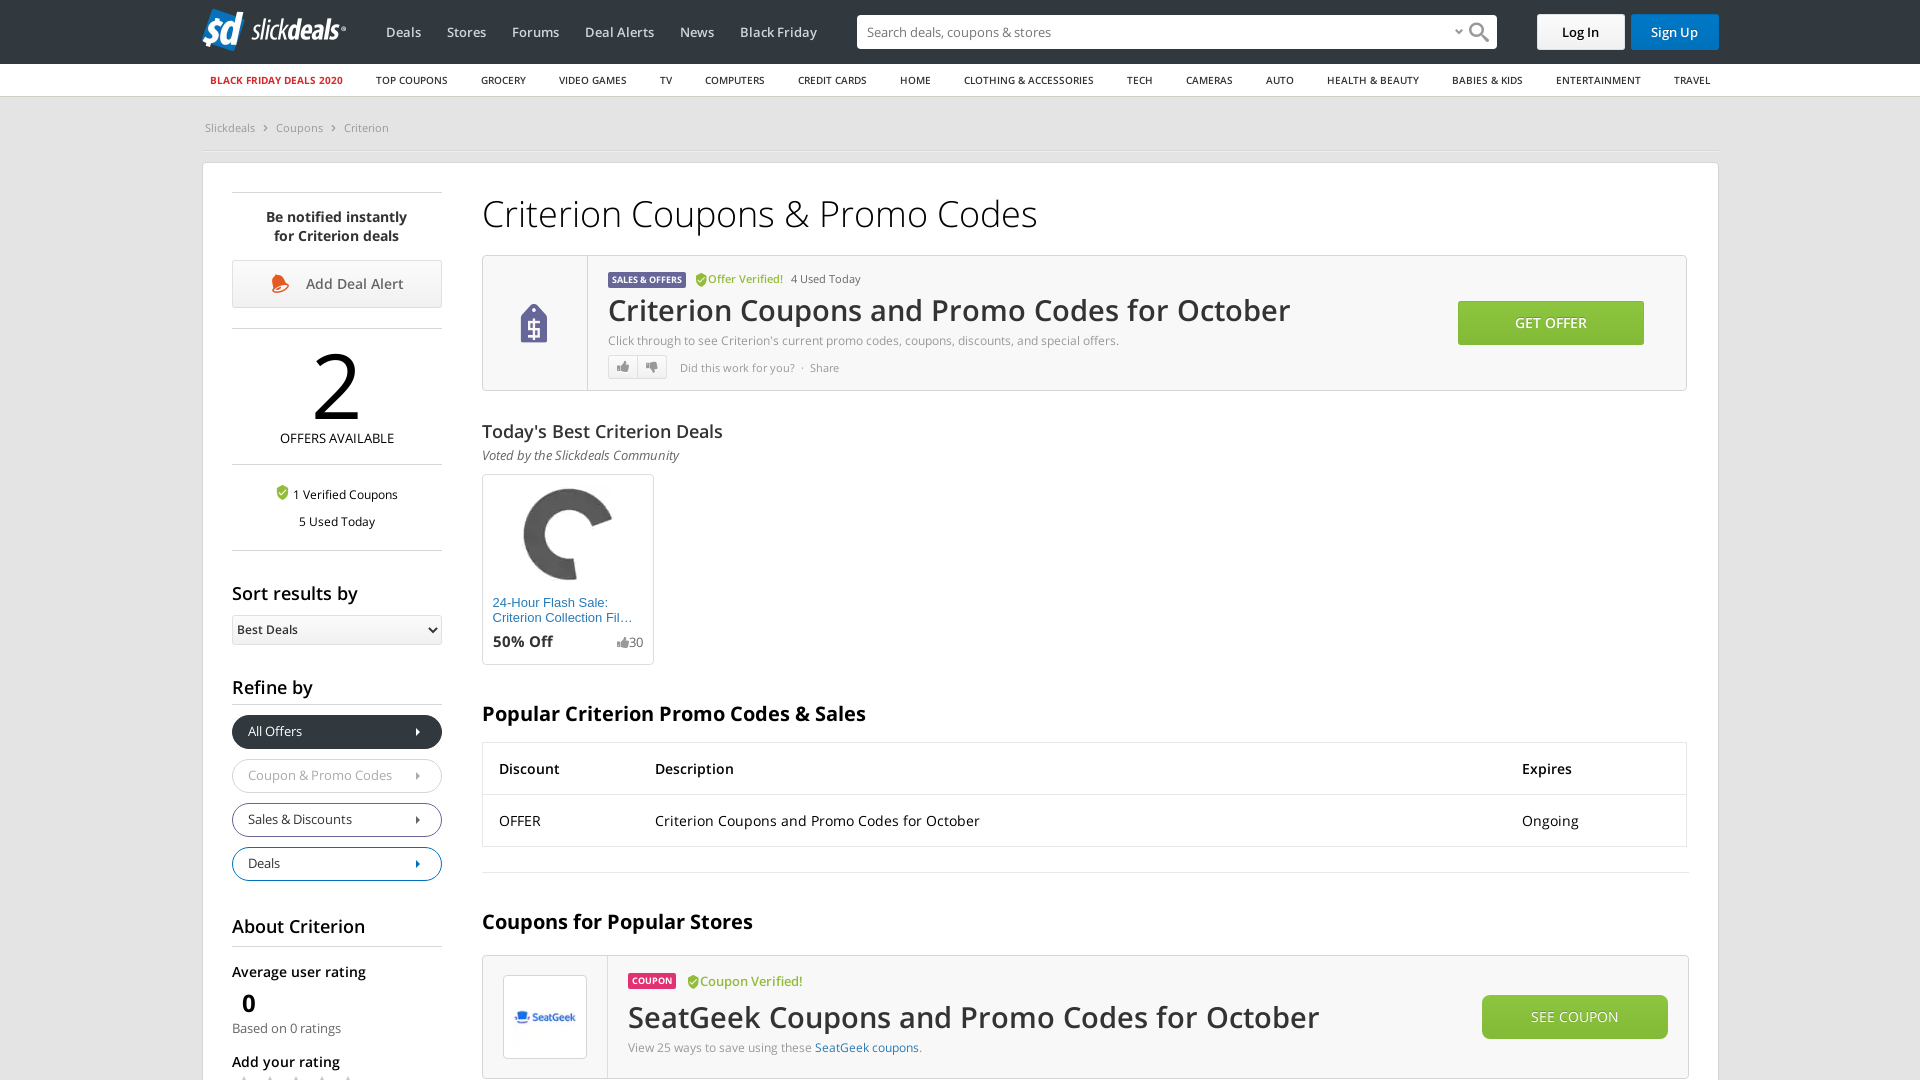 slickdeals
Deals
Stores
Forums
Deal Alerts
News
Black Friday
Search deals, coupons & stores
Log In
Sign Up
BLACK FRIDAY DEALS 2020
TOP COUPONS
GROCERY
VIDEO GAMES
TV
COMPUTERS
CREDIT CARDS
HOME
CLOTHING & ACCESSORIES
TECH
CAMERAS
AUTO
HEALTH & BEAUTY
BABIES & KIDS
ENTERTAINMENT
TRAVEL
Slickdeals › Coupons › Criterion
Be notified instantly
for Criterion deals
Add Deal Alert
2
OFFERS AVAILABLE
1 Verified Coupons
5 Used Today
Sort results by
Best Deals
Refine by
All Offers
Coupon & Promo Codes
Sales & Discounts
Deals
About Criterion
Average user rating
0
Based on 0 ratings
Add your rating
Criterion Coupons & Promo Codes
SALES & OFFERS Offer Verified! 4 Used Today
Criterion Coupons and Promo Codes for October
Click through to see Criterion's current promo codes, coupons, discounts, and special offers.
Did this work for you? · Share
GET OFFER
Today's Best Criterion Deals
Voted by the Slickdeals Community
24-Hour Flash Sale:
Criterion Collection Fil…
50% Off 30
Popular Criterion Promo Codes & Sales
Discount Description Expires
OFFER Criterion Coupons and Promo Codes for October Ongoing
Coupons for Popular Stores
SeatGeek
COUPON Coupon Verified!
SeatGeek Coupons and Promo Codes for October
View 25 ways to save using these SeatGeek coupons.
SEE COUPON